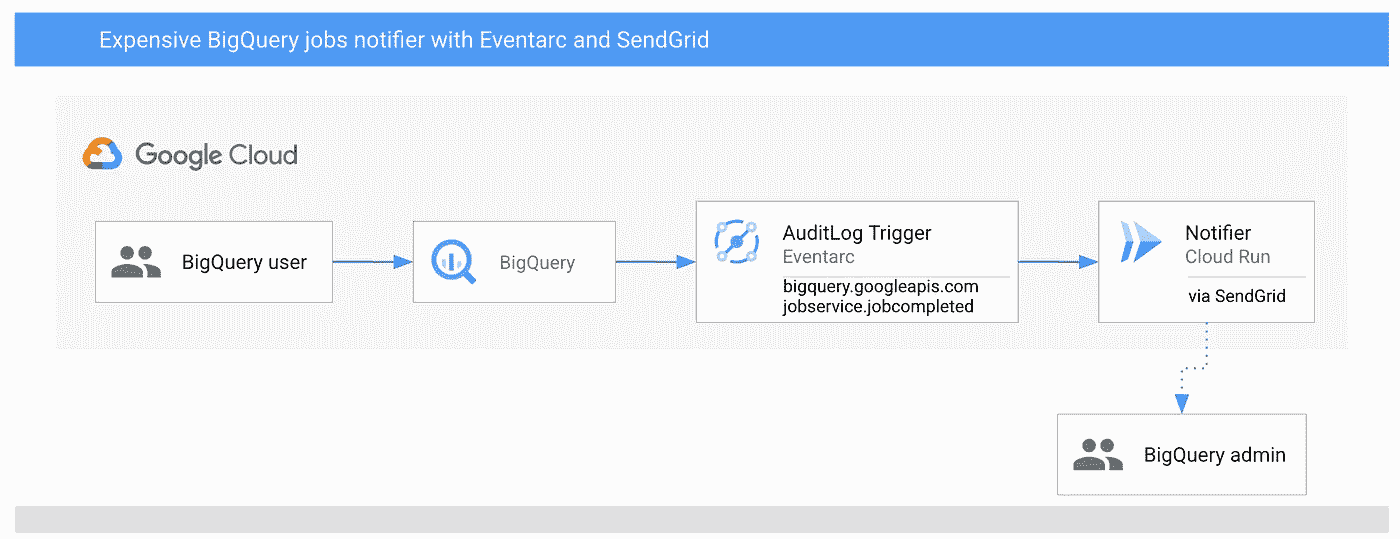 Expensive BigQuery jobs notifier with Eventarc and SendGrid
Google Cloud
BigQuery user
BigQuery
AuditLog Trigger
Eventarc
bigquery.googleapis.com
jobservice.jobcompleted
Notifier
Cloud Run
via SendGrid
BigQuery admin